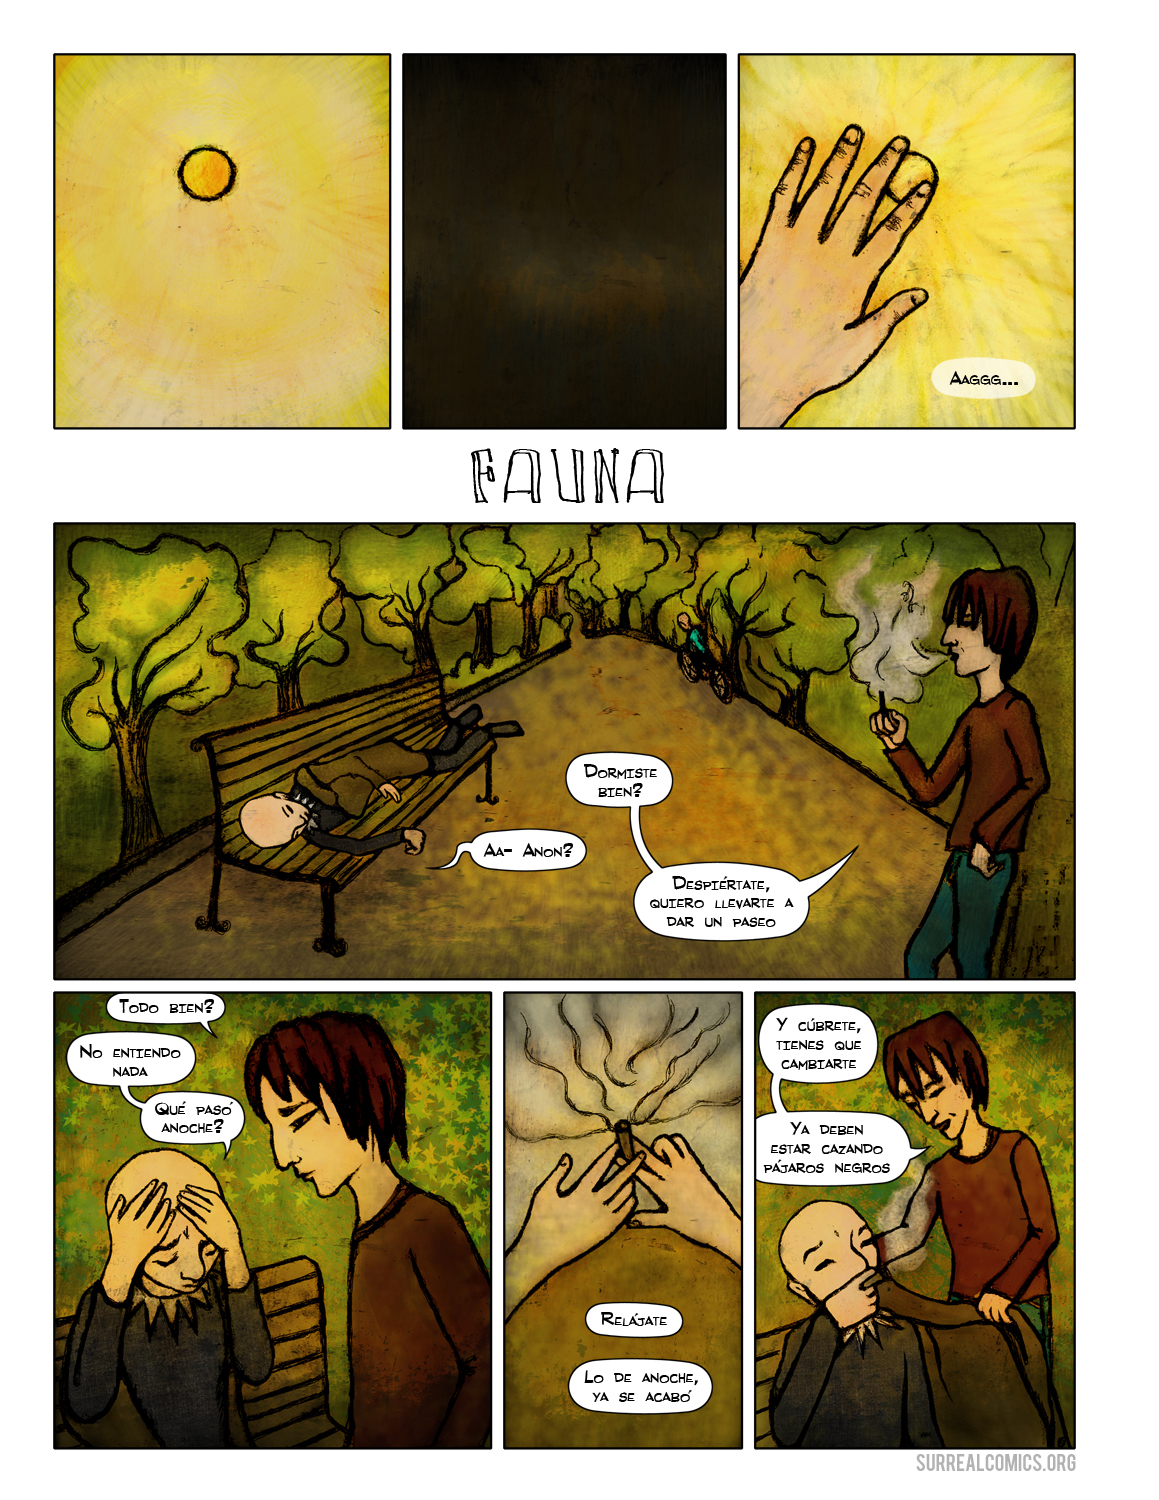 Aaggg...
FAUNA
Dormiste
bien?
Aa- Anon?
Despiértate,
quiero llevarte a
dar un paseo
Todo bien?
No entiendo
nada
Qué pasó
anoche?
Relájate
Lo de anoche,
ya se acabó
Y cúbrete,
tienes que
cambiarte
Ya deben
estar cazando
pájaros negros
SURREALCOMICS.ORG